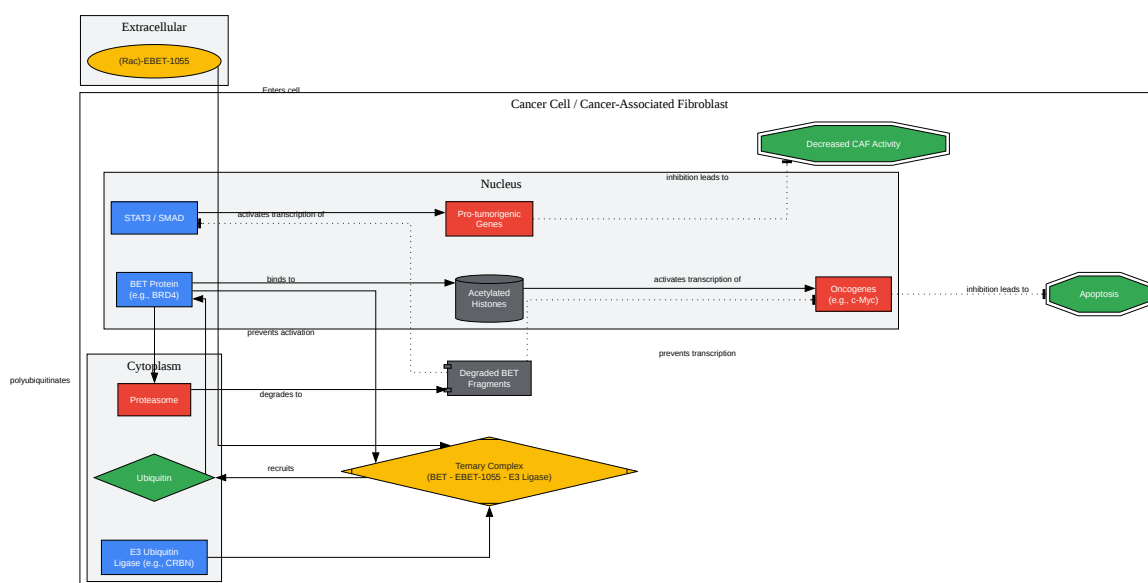 Extracellular
(Rac)-EBET-1055
Enters cell
Cancer Cell / Cancer-Associated Fibroblast
Decreased CAF Activity
inhibition leads to
Nucleus
STAT3 / SMAD
activates transcription of
Pro-tumorigenic
Genes
BET Protein
(e.g., BRD4)
binds to
Acetylated
Histones
activates transcription of
Oncogenes
(e.g., c-Myc)
inhibition leads to
Apoptosis
prevents activation
prevents transcription
Cytoplasm
polyubiquitinates
Proteasome
degrades to
Degraded BET
Fragments
Ubiquitin
recruits
Ternary Complex
(BET - EBET-1055 - E3 Ligase)
E3 Ubiquitin
Ligase (e.g., CRBN)